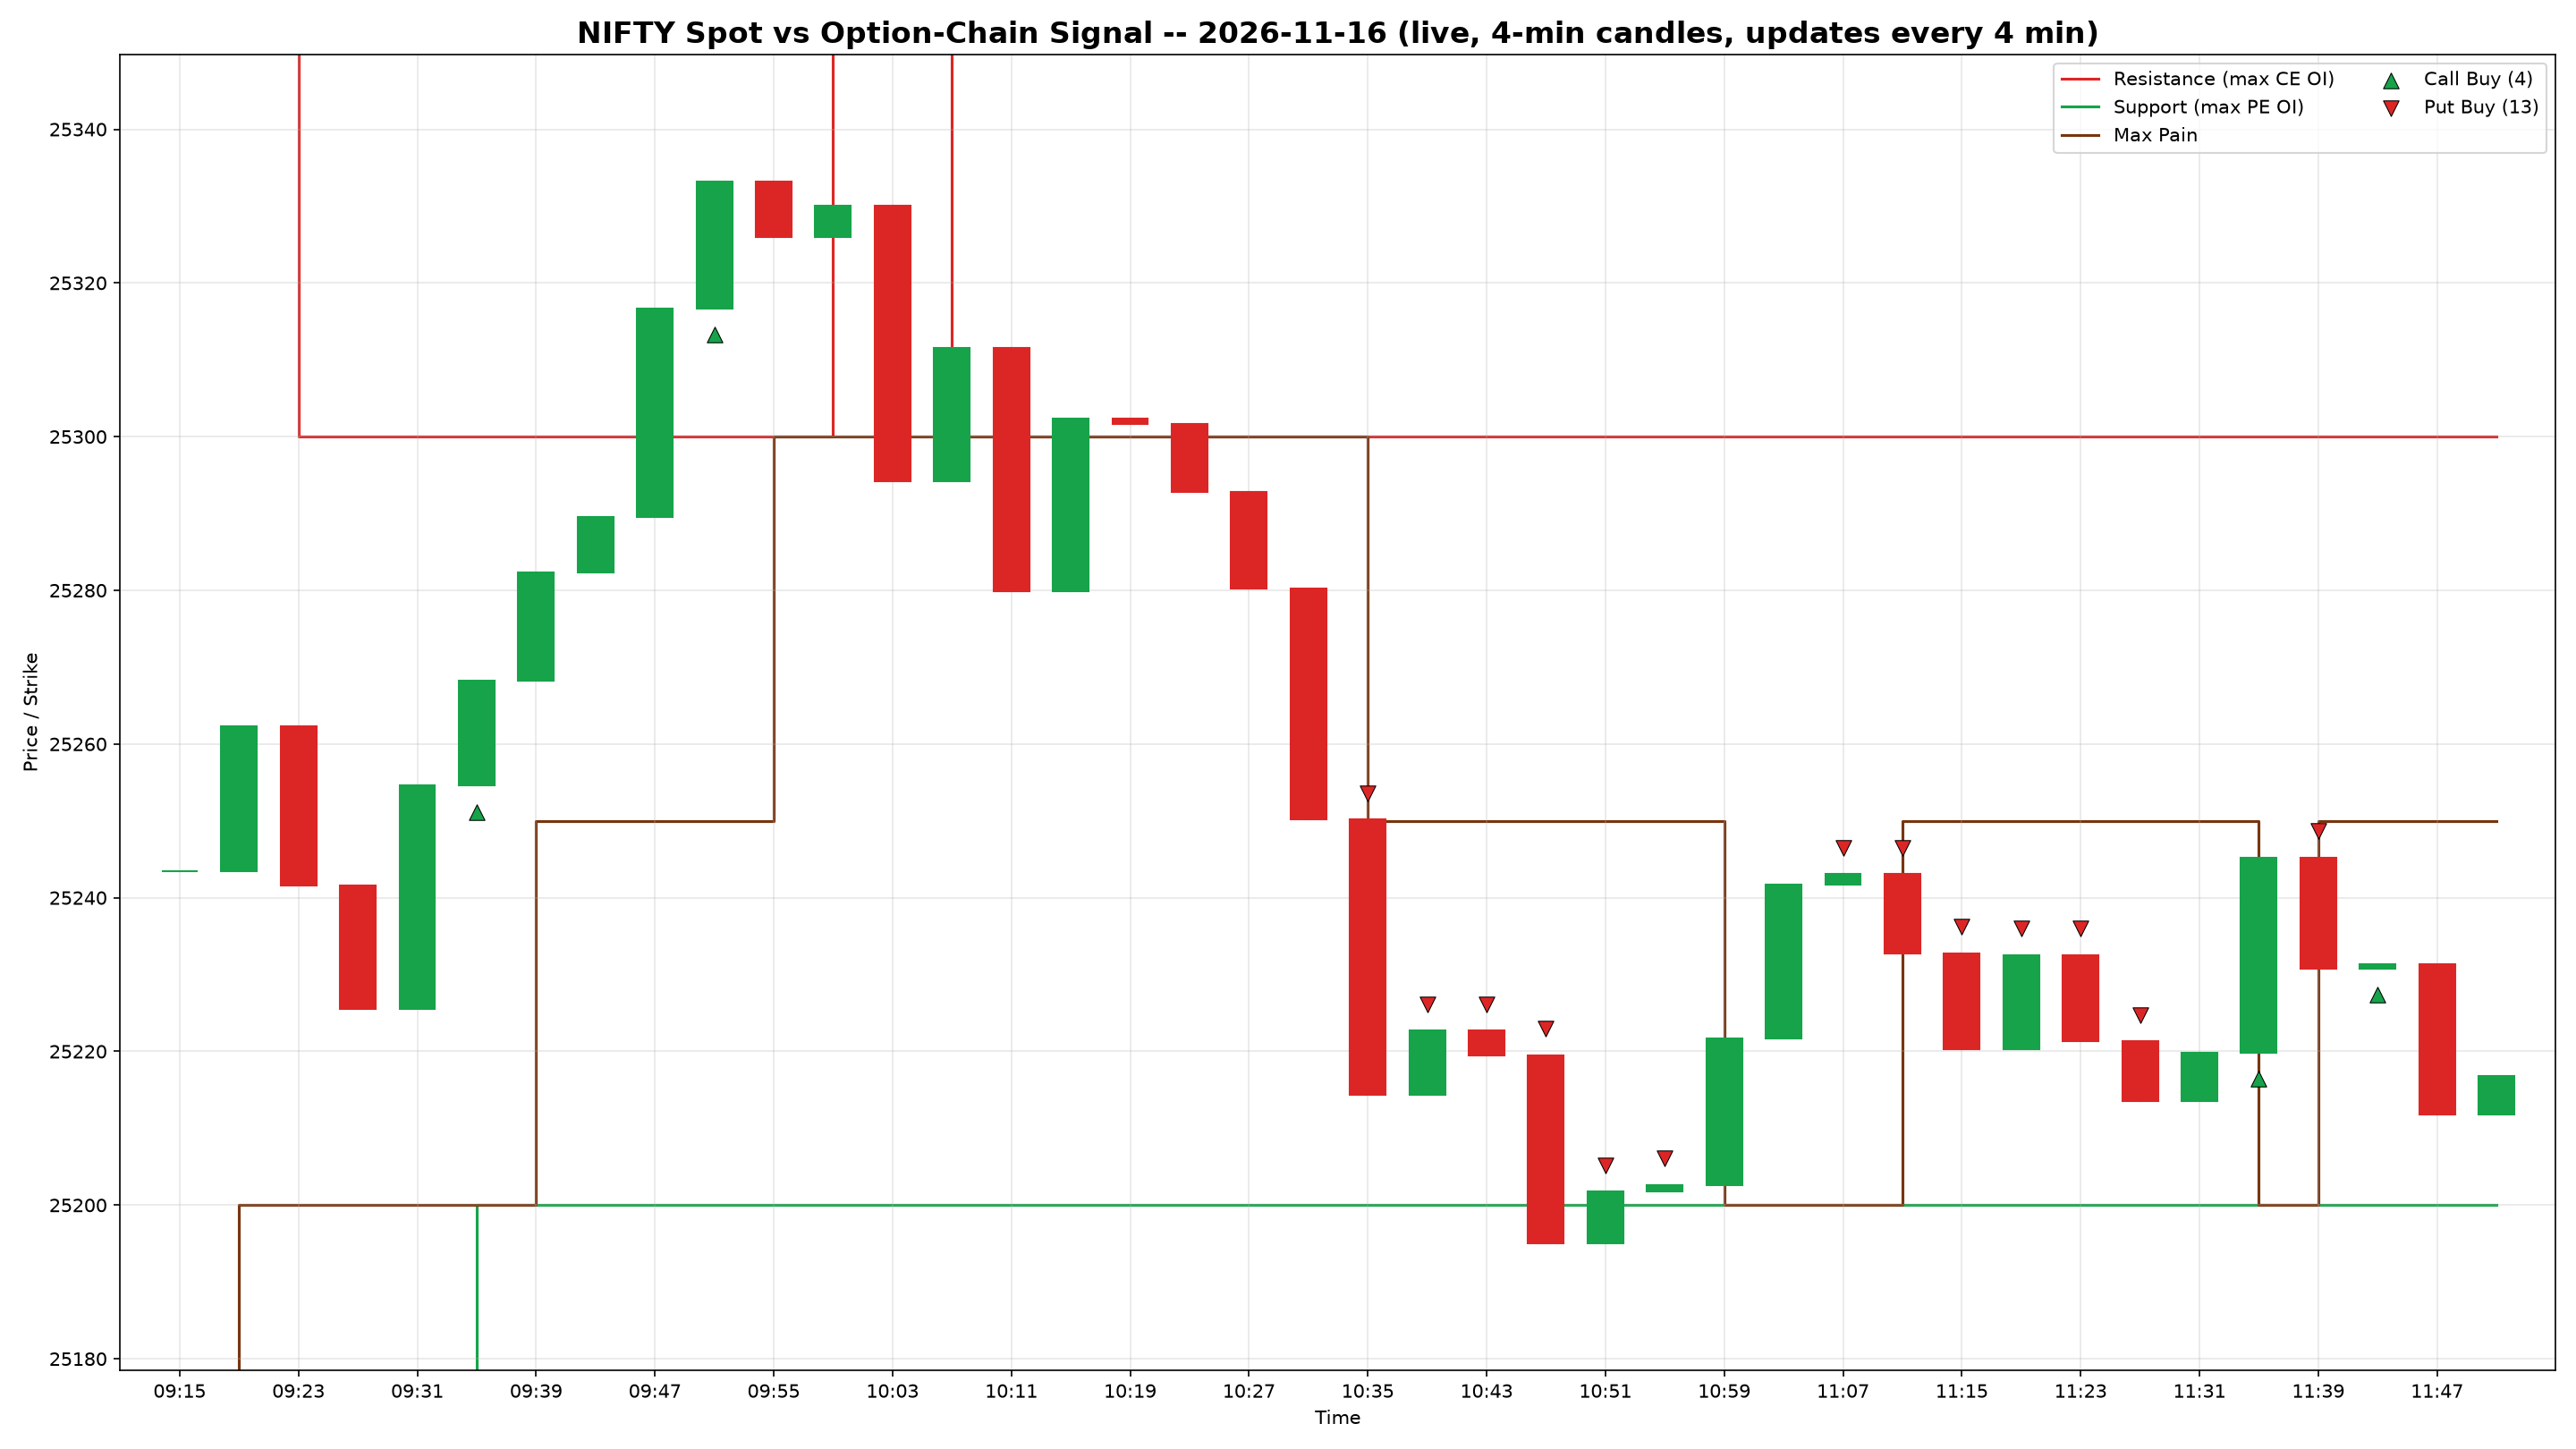 NIFTY Spot vs Option-Chain Signal -- 2026-11-16 (live, 4-min candles, updates every 4 min)
Resistance (max CE OI)
Support (max PE OI)
Max Pain
Call Buy (4)
Put Buy (13)
Price / Strike
25340
25320
25300
25280
25260
25240
25220
25200
25180
09:15 09:23 09:31 09:39 09:47 09:55 10:03 10:11 10:19 10:27 10:35 10:43 10:51 10:59 11:07 11:15 11:23 11:31 11:39 11:47
Time